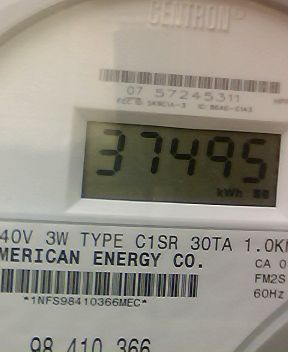 CENTRON
07 57245311
37495
kWh
40V 3W TYPE C1SR 30TA 1.0K
MERICAN ENERGY CO.
CA 0
FM2S
60Hz
*1NFS98410366MEC*
98 410 366